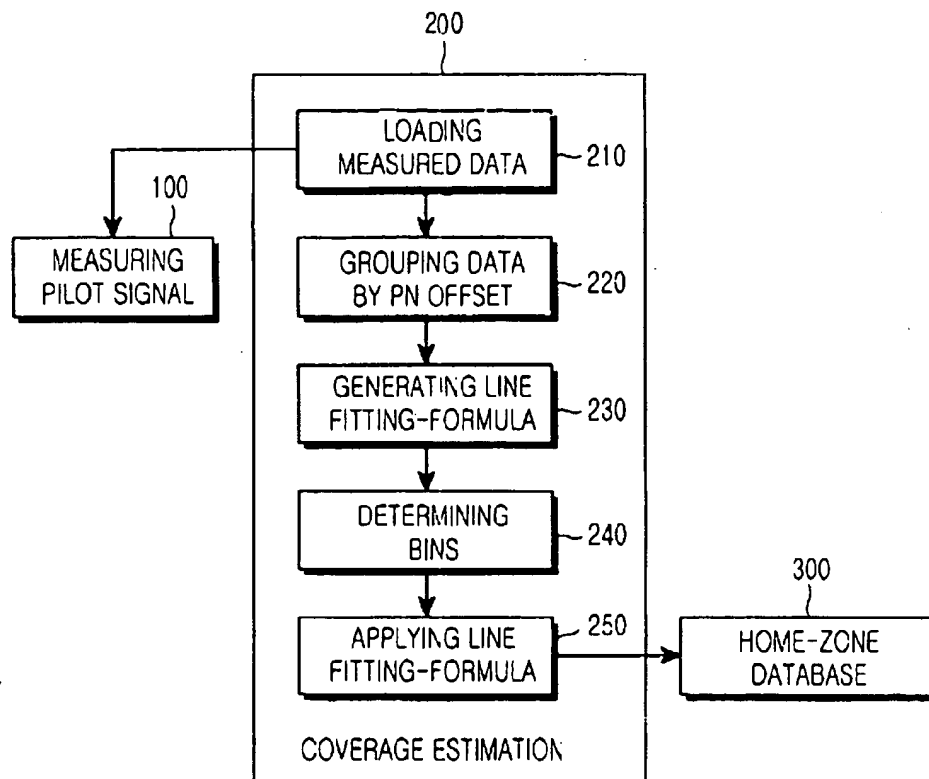 200
LOADING
MEASURED DATA
210
100
MEASURING
PILOT SIGNAL
GROUPING DATA
BY PN OFFSET
220
GENERATING LINE
FITTING-FORMULA
230
DETERMINING
BINS
240
APPLYING LINE
FITTING-FORMULA
250
300
HOME-ZONE
DATABASE
COVERAGE ESTIMATION